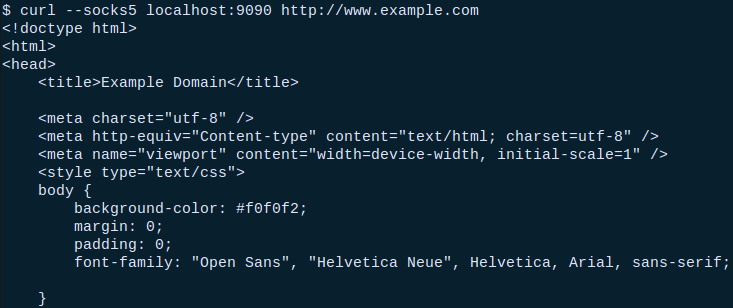 $ curl --socks5 localhost:9090 http://www.example.com
<!doctype html>
<html>
<head>
    <title>Example Domain</title>

    <meta charset="utf-8" />
    <meta http-equiv="Content-type" content="text/html; charset=utf-8" />
    <meta name="viewport" content="width=device-width, initial-scale=1" />
    <style type="text/css">
    body {
        background-color: #f0f0f2;
        margin: 0;
        padding: 0;
        font-family: "Open Sans", "Helvetica Neue", Helvetica, Arial, sans-serif;

    }